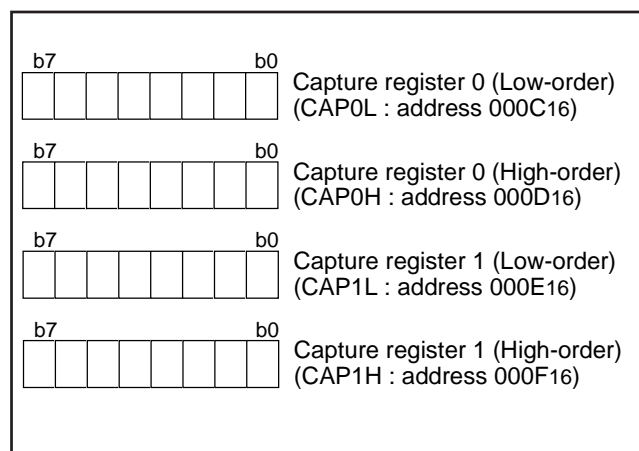 b7 b0
Capture register 0 (Low-order)
(CAP0L : address 000C16)
b7 b0
Capture register 0 (High-order)
(CAP0H : address 000D16)
b7 b0
Capture register 1 (Low-order)
(CAP1L : address 000E16)
b7 b0
Capture register 1 (High-order)
(CAP1H : address 000F16)